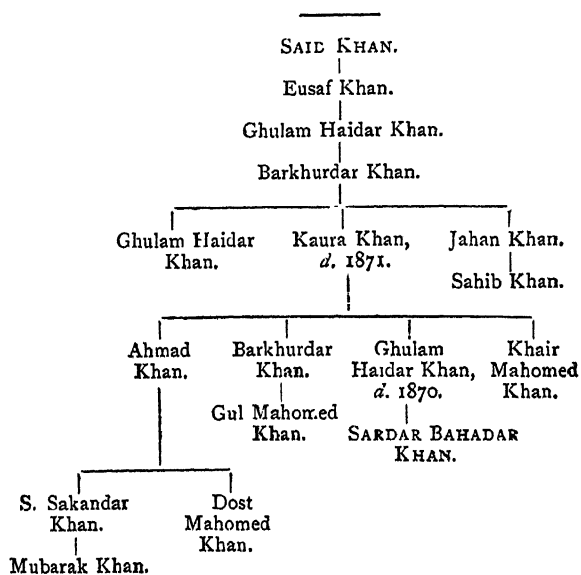 SAID KHAN.
Eusaf Khan.
Ghulam Haidar Khan.
Barkhurdar Khan.
Ghulam Haidar
Khan.
Kaura Khan,
d. 1871.
Jahan Khan.
Sahib Khan.
Ahmad
Khan.
Barkhurdar
Khan.
Gul Mahomed
Khan.
Ghulam
Haidar Khan,
d. 1870.
SARDAR BAHADAR
KHAN.
Khair
Mahomed
Khan.
S. Sakandar
Khan.
Mubarak Khan.
Dost
Mahomed
Khan.